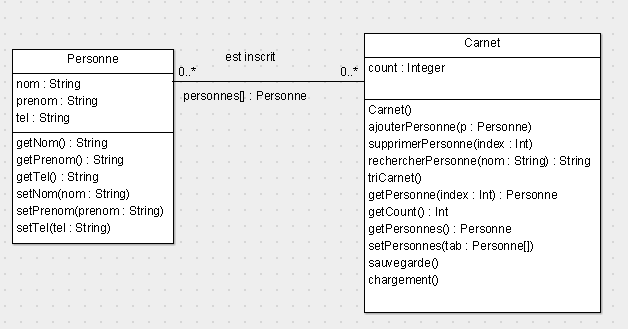 Personne
nom : String
prenom : String
tel : String
getNom() : String
getPrenom() : String
getTel() : String
setNom(nom : String)
setPrenom(prenom : String)
setTel(tel : String)
est inscrit
0..*
0..*
personnes[] : Personne
Carnet
count : Integer
Carnet()
ajouterPersonne(p : Personne)
supprimerPersonne(index : Int)
rechercherPersonne(nom : String) : String
triCarnet()
getPersonne(index : Int) : Personne
getCount() : Int
getPersonnes() : Personne
setPersonnes(tab : Personne[])
sauvegarde()
chargement()